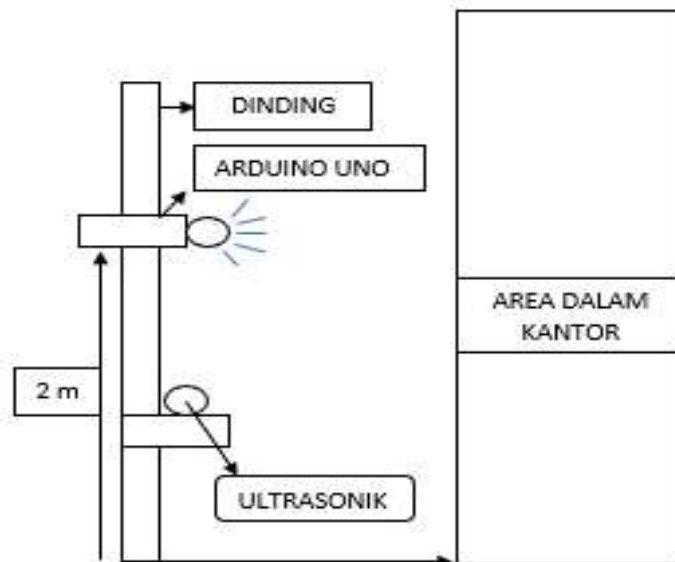 DINDING
ARDUINO UNO
AREA DALAM
KANTOR
2 m
ULTRASONIK